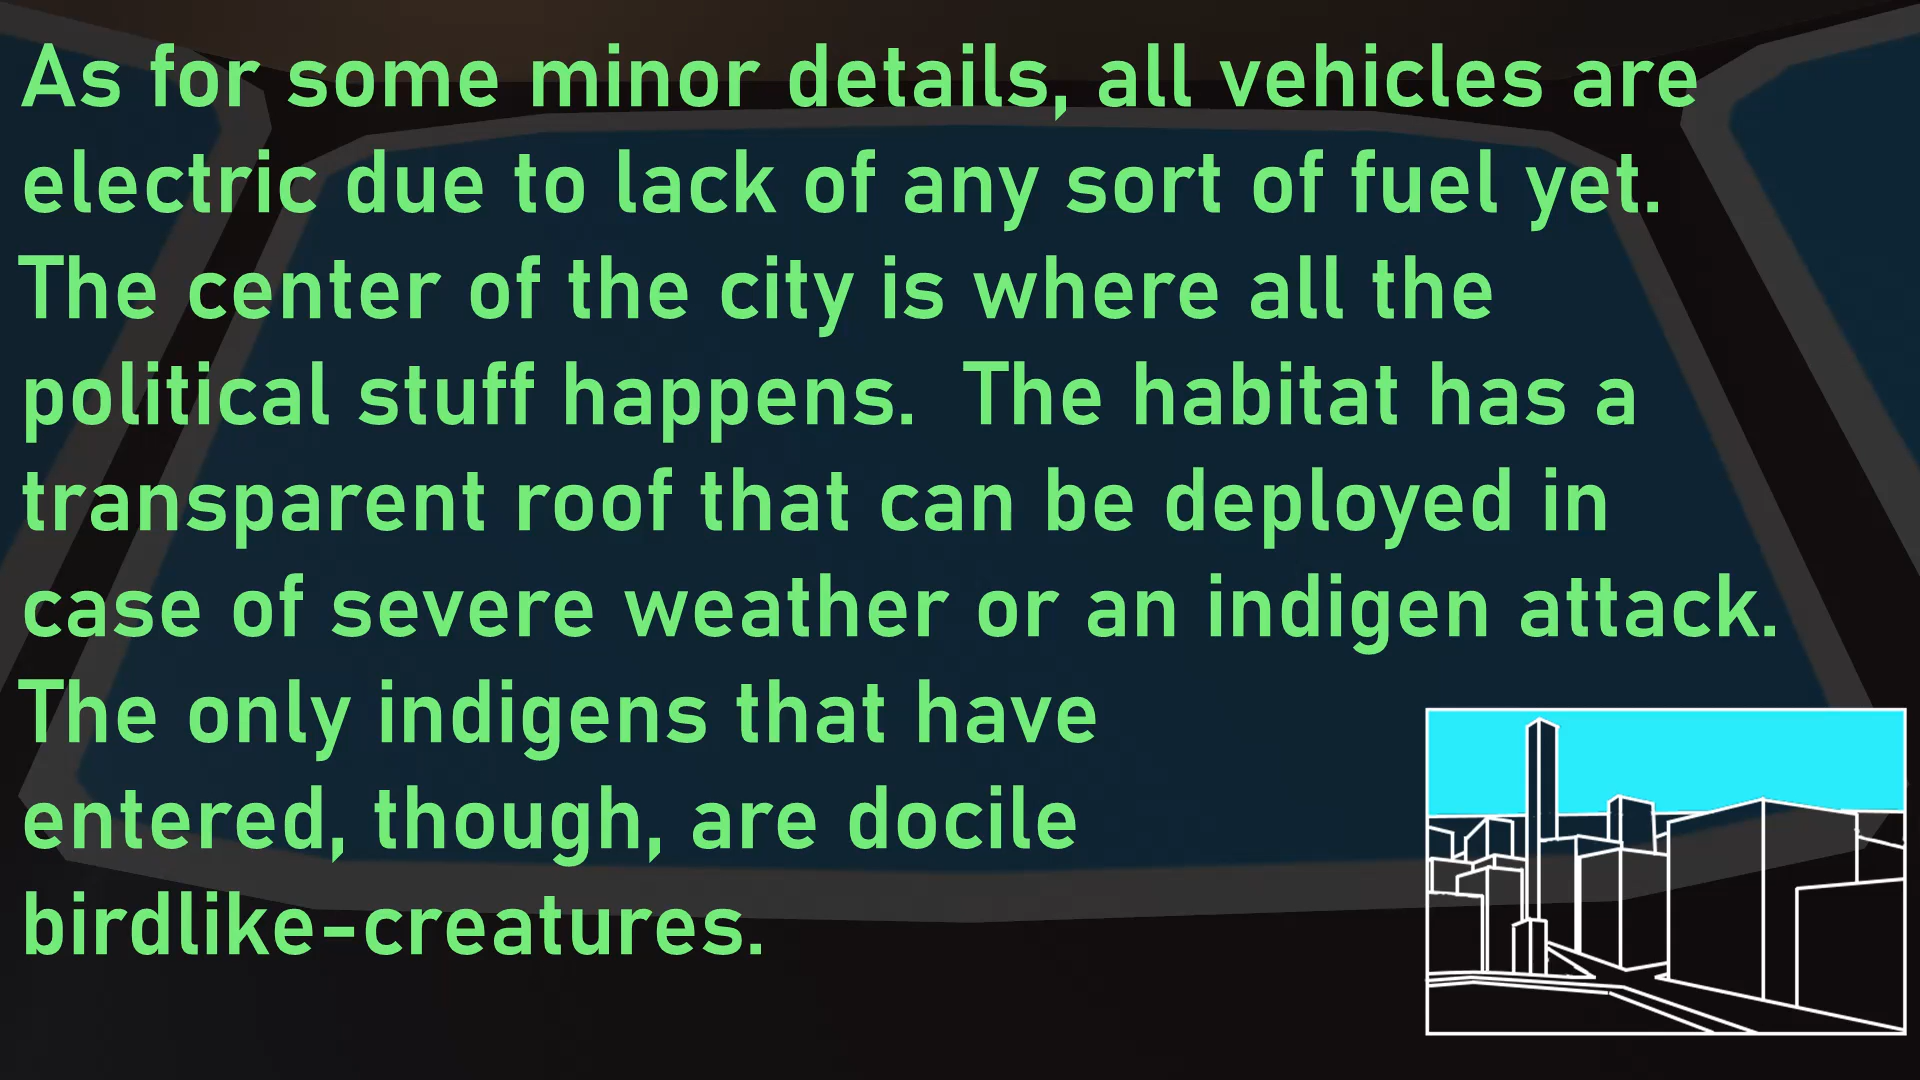 As for some minor details, all vehicles are
electric due to lack of any sort of fuel yet.
The center of the city is where all the
political stuff happens.  The habitat has a
transparent roof that can be deployed in
case of severe weather or an indigen attack.
The only indigens that have
entered, though, are docile
birdlike-creatures.